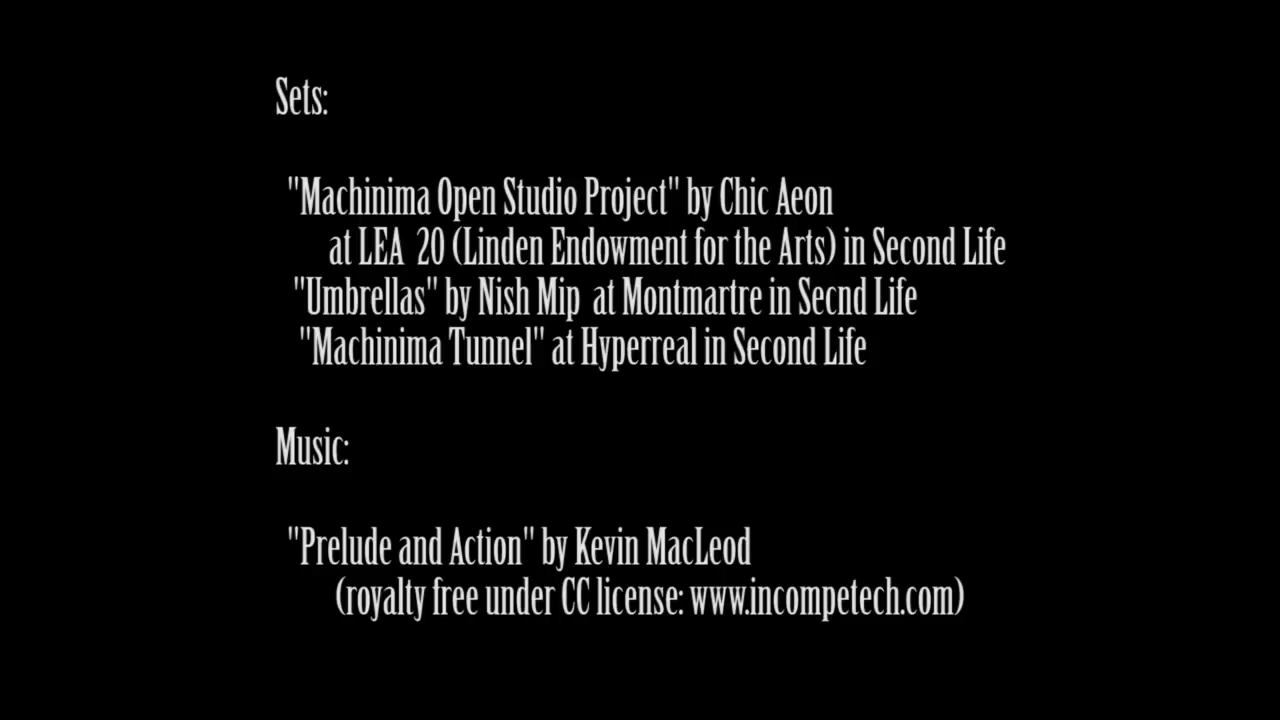 Sets:
"Machinima Open Studio Project" by Chic Aeon
at LEA 20 (Linden Endowment for the Arts) in Second Life
"Umbrellas" by Nish Mip at Montmartre in Secnd Life
"Machinima Tunnel" at Hyperreal in Second Life
Music:
"Prelude and Action" by Kevin MacLeod
(royalty free under CC license: www.incompetech.com)